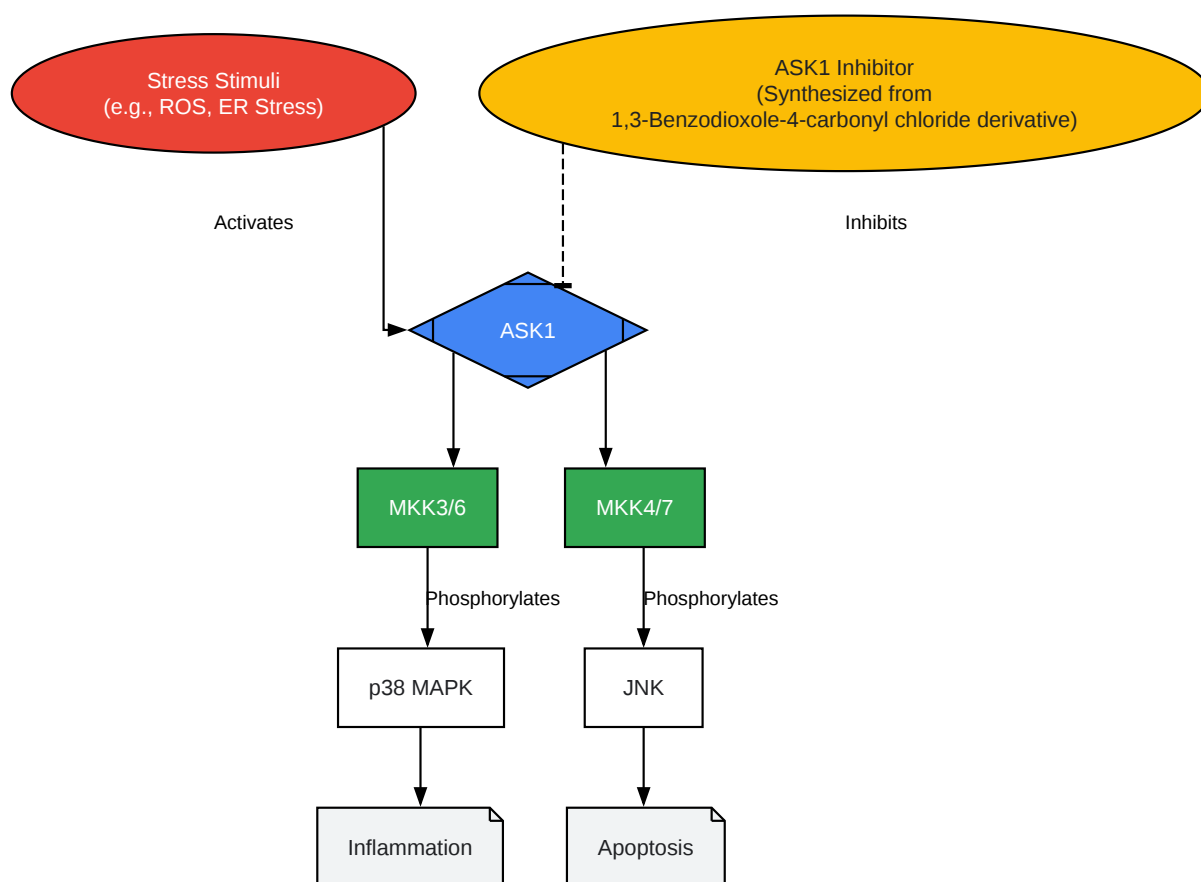 Stress Stimuli
(e.g., ROS, ER Stress)
ASK1 Inhibitor
(Synthesized from
1,3-Benzodioxole-4-carbonyl chloride derivative)
Activates
Inhibits
ASK1
MKK3/6
MKK4/7
Phosphorylates
Phosphorylates
p38 MAPK
JNK
Inflammation
Apoptosis